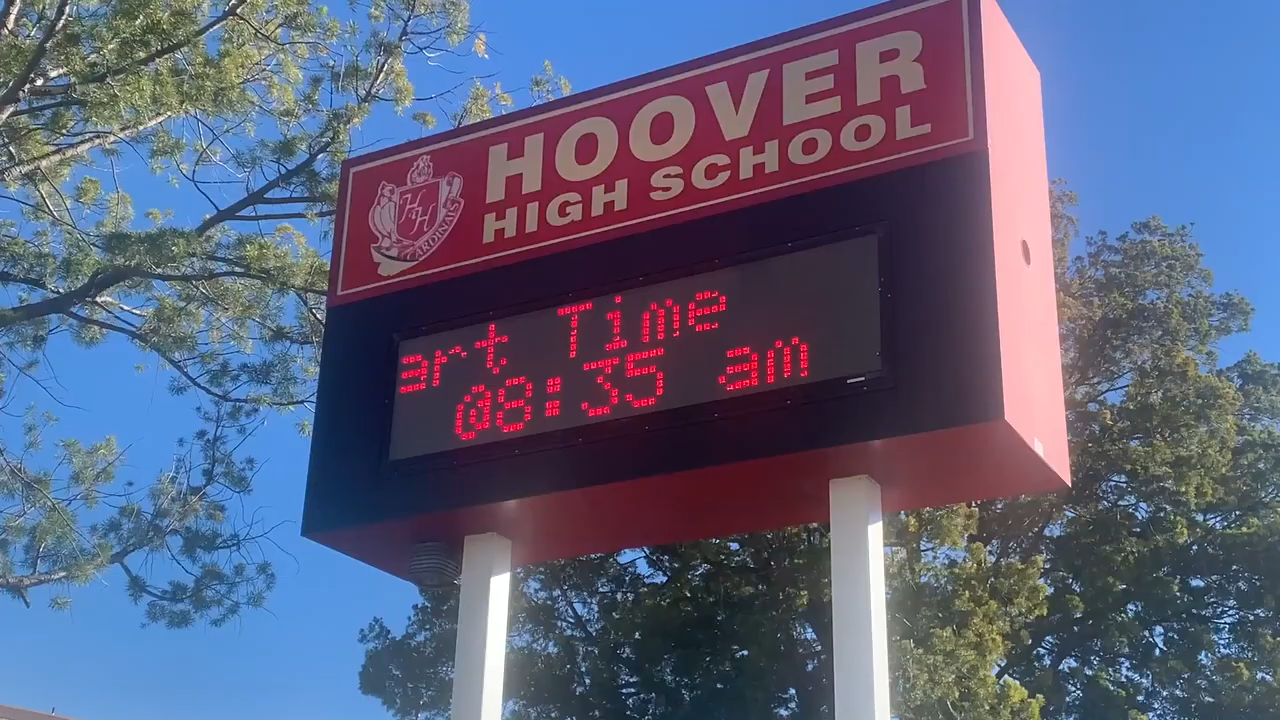 HOOVER
HIGH SCHOOL
HH
CARDINALS
art Time
08:35 am